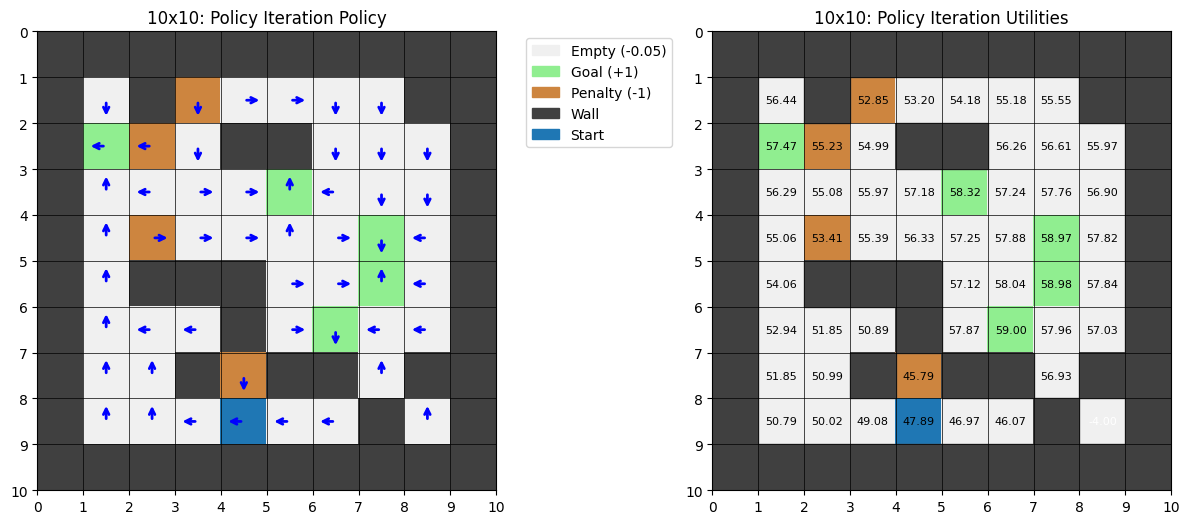 10x10: Policy Iteration Policy
0
1
2
3
4
5
6
7
8
9
10
0 1 2 3 4 5 6 7 8 9 10
Empty (-0.05)
Goal (+1)
Penalty (-1)
Wall
Start
10x10: Policy Iteration Utilities
0
1 56.44 52.85 53.20 54.18 55.18 55.55
2 57.47 55.23 54.99 56.26 56.61 55.97
3 56.29 55.08 55.97 57.18 58.32 57.24 57.76 56.90
4 55.06 53.41 55.39 56.33 57.25 57.88 58.97 57.82
5 54.06 57.12 58.04 58.98 57.84
6 52.94 51.85 50.89 57.87 59.00 57.96 57.03
7 51.85 50.99 45.79 56.93
8 50.79 50.02 49.08 47.89 46.97 46.07 -4.00
9
10
0 1 2 3 4 5 6 7 8 9 10